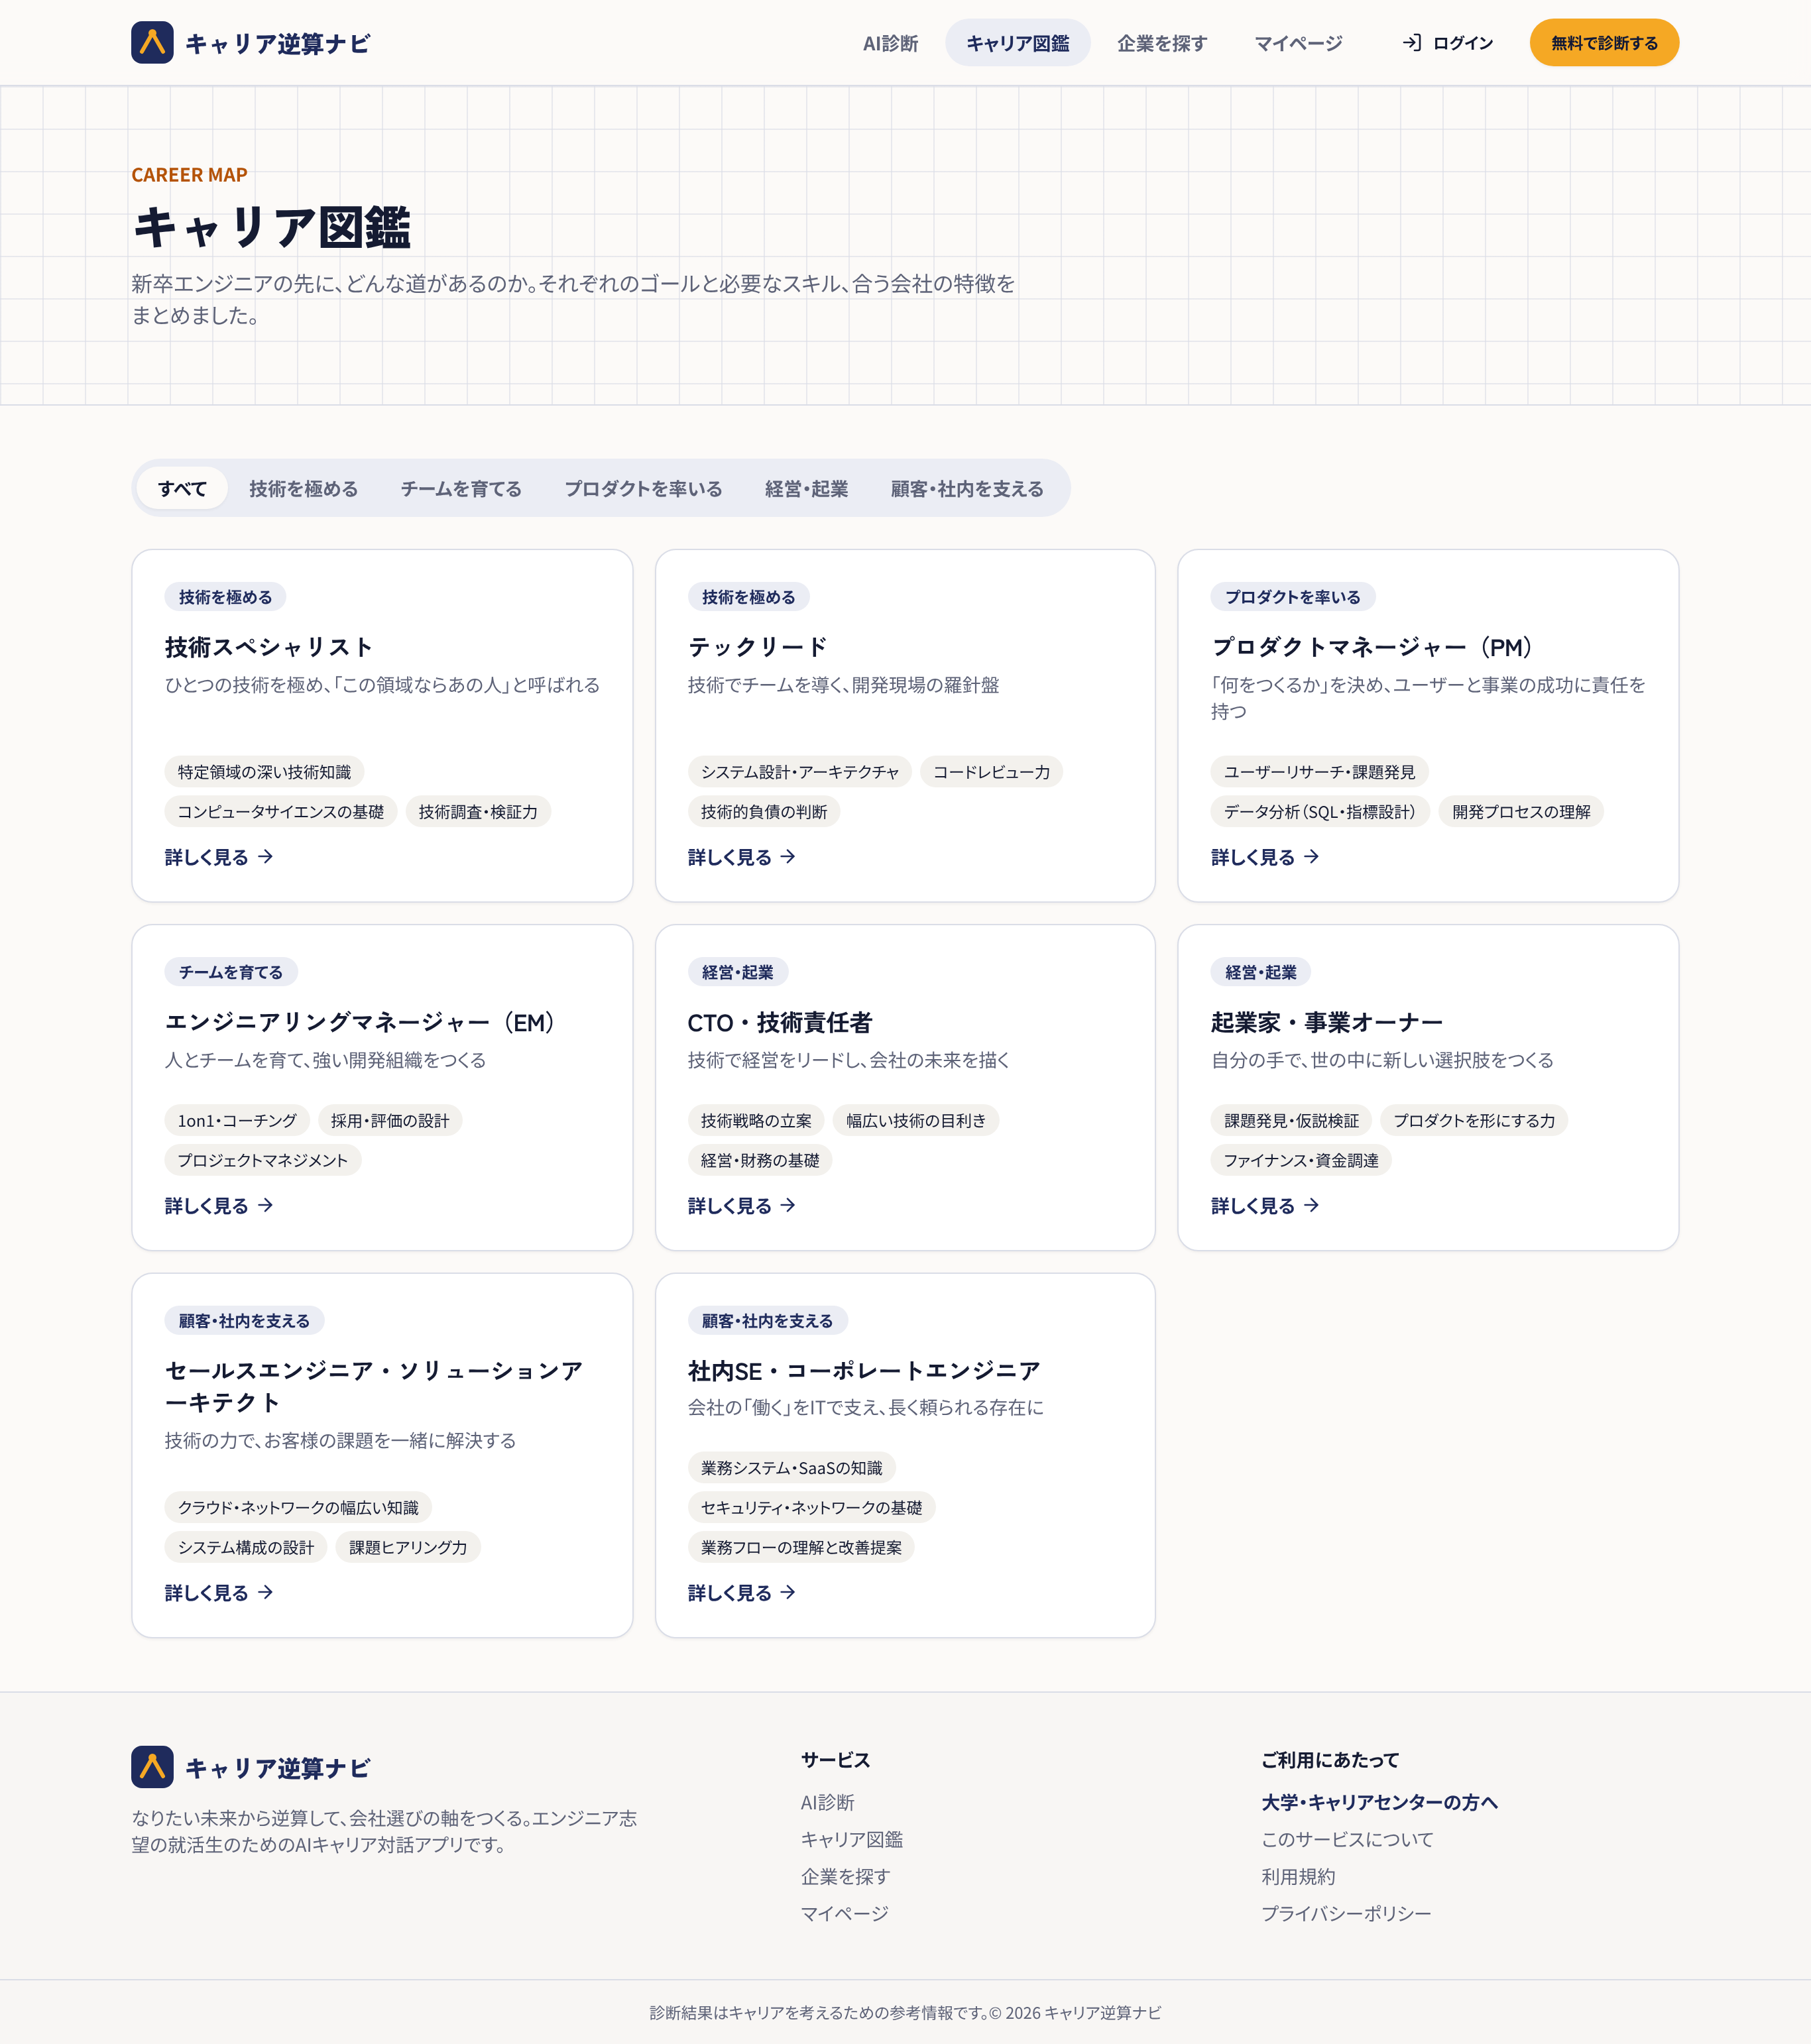 キャリア逆算ナビ
AI診断
キャリア図鑑
企業を探す
マイページ
ログイン
無料で診断する
CAREER MAP
キャリア図鑑
新卒エンジニアの先に、どんな道があるのか。それぞれのゴールと必要なスキル、合う会社の特徴を
まとめました。
すべて
技術を極める
チームを育てる
プロダクトを率いる
経営・起業
顧客・社内を支える
技術を極める
技術スペシャリスト
ひとつの技術を極め、「この領域ならあの人」と呼ばれる
特定領域の深い技術知識
コンピュータサイエンスの基礎
技術調査・検証力
詳しく見る →
技術を極める
テックリード
技術でチームを導く、開発現場の羅針盤
システム設計・アーキテクチャ
コードレビュー力
技術的負債の判断
詳しく見る →
プロダクトを率いる
プロダクトマネージャー（PM）
「何をつくるか」を決め、ユーザーと事業の成功に責任を
持つ
ユーザーリサーチ・課題発見
データ分析（SQL・指標設計）
開発プロセスの理解
詳しく見る →
チームを育てる
エンジニアリングマネージャー（EM）
人とチームを育て、強い開発組織をつくる
1on1・コーチング
採用・評価の設計
プロジェクトマネジメント
詳しく見る →
経営・起業
CTO・技術責任者
技術で経営をリードし、会社の未来を描く
技術戦略の立案
幅広い技術の目利き
経営・財務の基礎
詳しく見る →
経営・起業
起業家・事業オーナー
自分の手で、世の中に新しい選択肢をつくる
課題発見・仮説検証
プロダクトを形にする力
ファイナンス・資金調達
詳しく見る →
顧客・社内を支える
セールスエンジニア・ソリューションア
ーキテクト
技術の力で、お客様の課題を一緒に解決する
クラウド・ネットワークの幅広い知識
システム構成の設計
課題ヒアリング力
詳しく見る →
顧客・社内を支える
社内SE・コーポレートエンジニア
会社の「働く」をITで支え、長く頼られる存在に
業務システム・SaaSの知識
セキュリティ・ネットワークの基礎
業務フローの理解と改善提案
詳しく見る →
キャリア逆算ナビ
なりたい未来から逆算して、会社選びの軸をつくる。エンジニア志
望の就活生のためのAIキャリア対話アプリです。
サービス
AI診断
キャリア図鑑
企業を探す
マイページ
ご利用にあたって
大学・キャリアセンターの方へ
このサービスについて
利用規約
プライバシーポリシー
診断結果はキャリアを考えるための参考情報です。© 2026 キャリア逆算ナビ